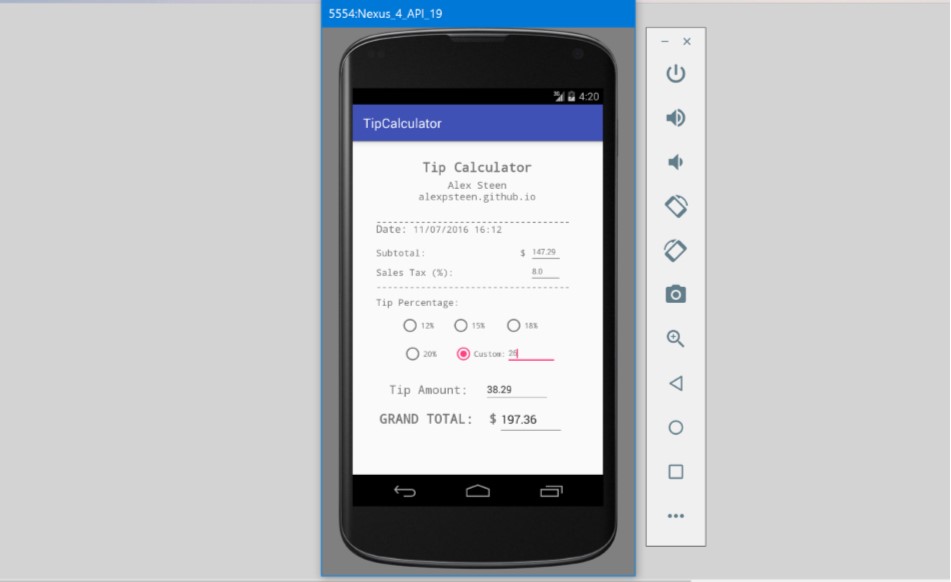 5554:Nexus_4_API_19
3G 4:20
TipCalculator
Tip Calculator
Alex Steen
alexpsteen.github.io
Date: 11/07/2016 16:12
Subtotal: $ 147.29
Sales Tax (%): 8.0
Tip Percentage:
12% 15% 18%
20% Custom: 26
Tip Amount: 38.29
GRAND TOTAL: $ 197.36